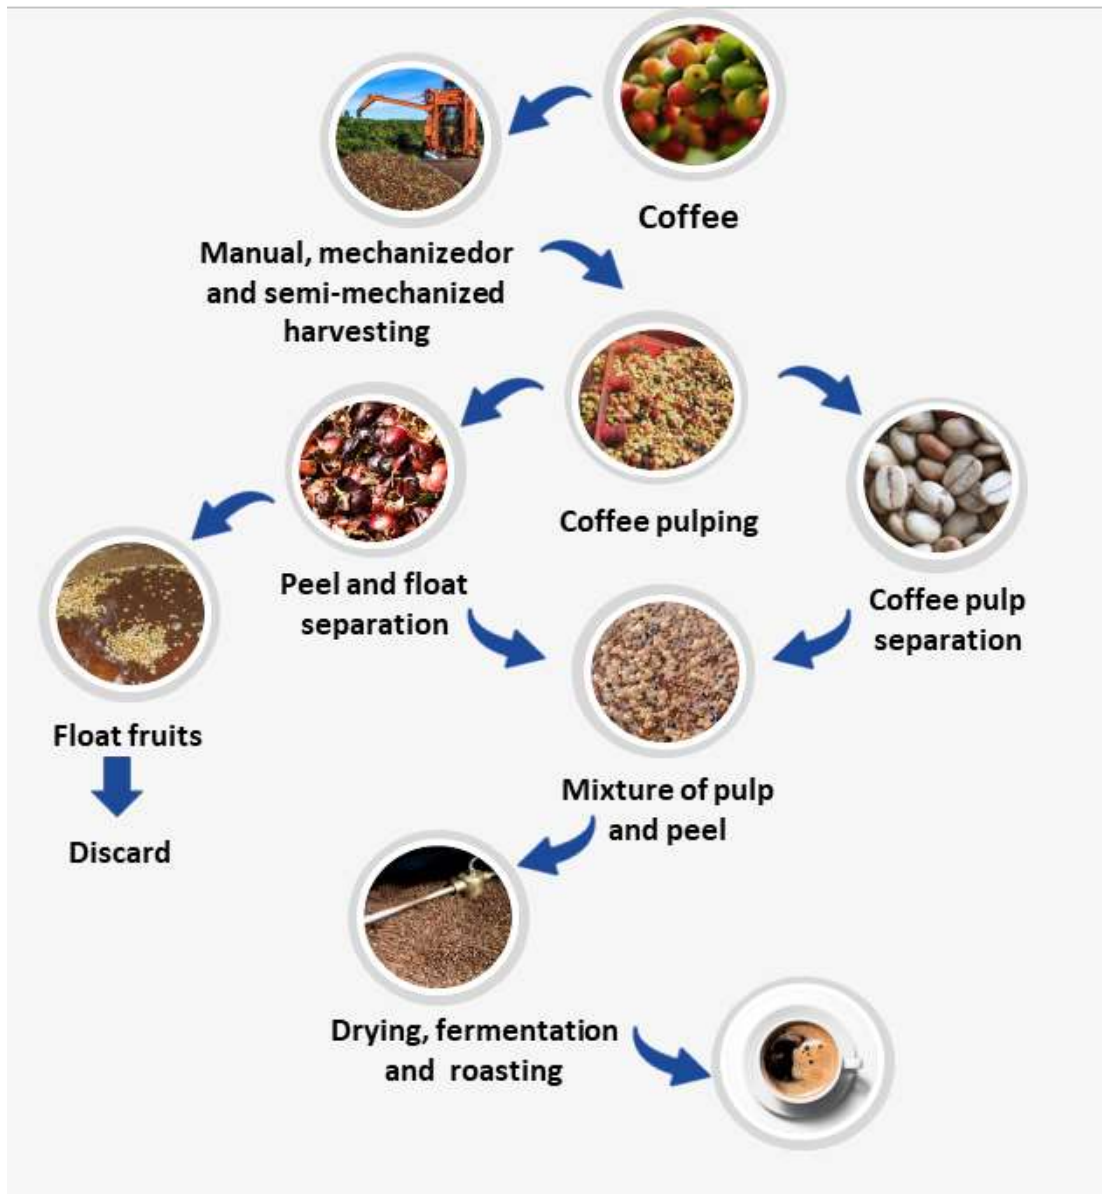 Coffee
Manual, mechanizedor
and semi-mechanized
harvesting
Coffee pulping
Peel and float
separation
Coffee pulp
separation
Float fruits
Discard
Mixture of pulp
and peel
Drying, fermentation
and roasting